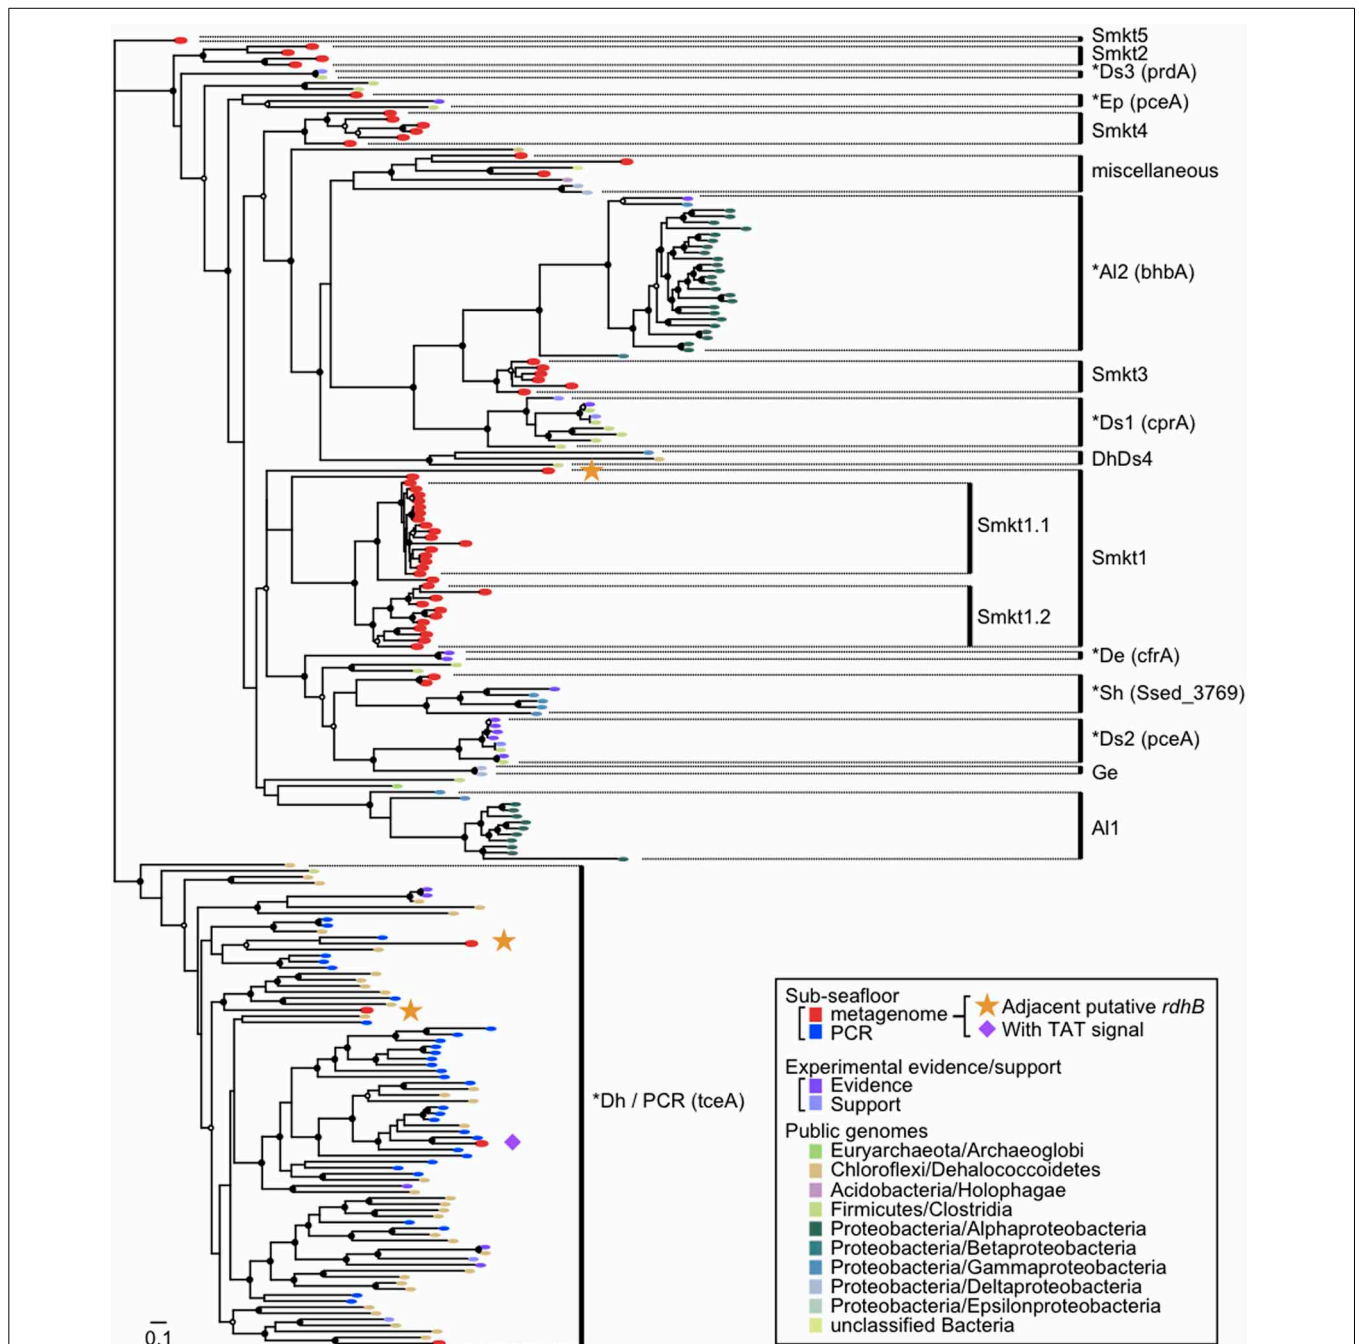 Smkt5
Smkt2
*Ds3 (prdA)
*Ep (pceA)
Smkt4
miscellaneous
*Al2 (bhbA)
Smkt3
*Ds1 (cprA)
DhDs4
Smkt1.1
Smkt1
Smkt1.2
*De (cfrA)
*Sh (Ssed_3769)
*Ds2 (pceA)
Ge
Al1
*Dh / PCR (tceA)
Sub-seafloor
metagenome
PCR
Adjacent putative rdhB
With TAT signal
Experimental evidence/support
Evidence
Support
Public genomes
Euryarchaeota/Archaeoglobi
Chloroflexi/Dehalococcoidetes
Acidobacteria/Holophagae
Firmicutes/Clostridia
Proteobacteria/Alphaproteobacteria
Proteobacteria/Betaproteobacteria
Proteobacteria/Gammaproteobacteria
Proteobacteria/Deltaproteobacteria
Proteobacteria/Epsilonproteobacteria
unclassified Bacteria
0.1